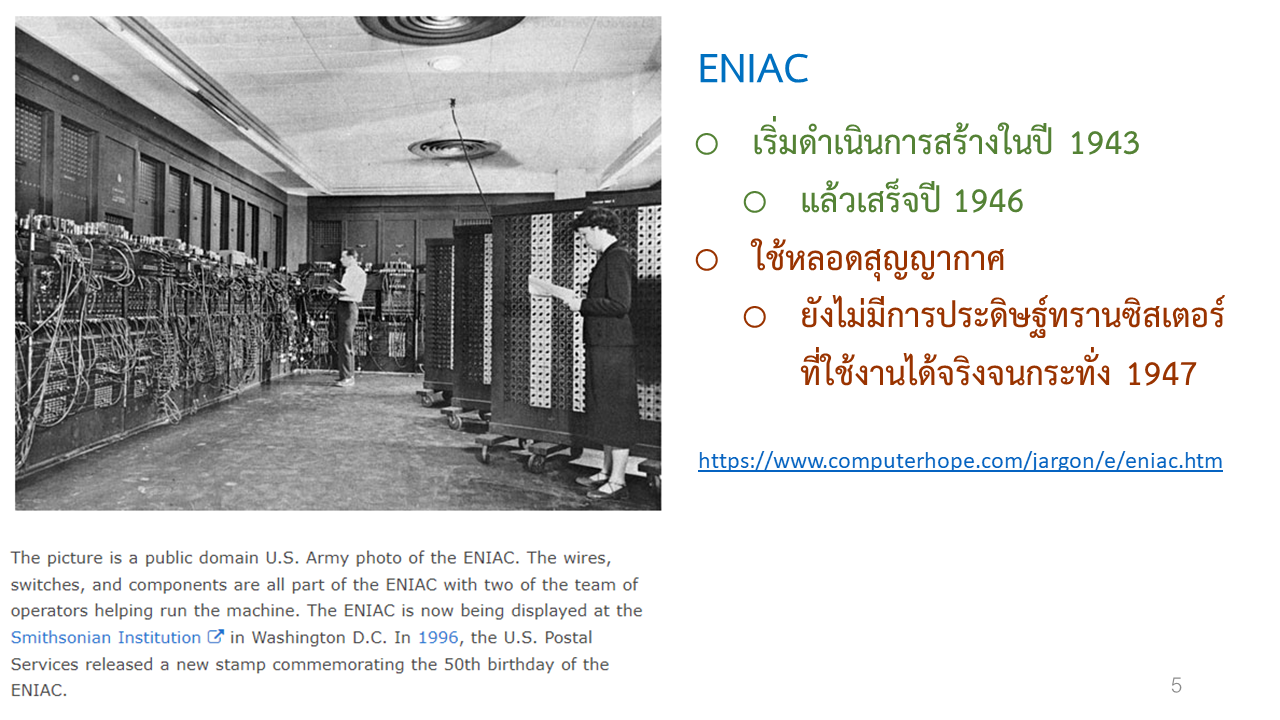 ENIAC
○ เริ่มดำเนินการสร้างในปี 1943
○ แล้วเสร็จปี 1946
○ ใช้หลอดสุญญากาศ
○ ยังไม่มีการประดิษฐ์ทรานซิสเตอร์
ที่ใช้งานได้จริงจนกระทั่ง 1947
https://www.computerhope.com/jargon/e/eniac.htm
The picture is a public domain U.S. Army photo of the ENIAC. The wires,
switches, and components are all part of the ENIAC with two of the team of
operators helping run the machine. The ENIAC is now being displayed at the
Smithsonian Institution in Washington D.C. In 1996, the U.S. Postal
Services released a new stamp commemorating the 50th birthday of the
ENIAC.
5